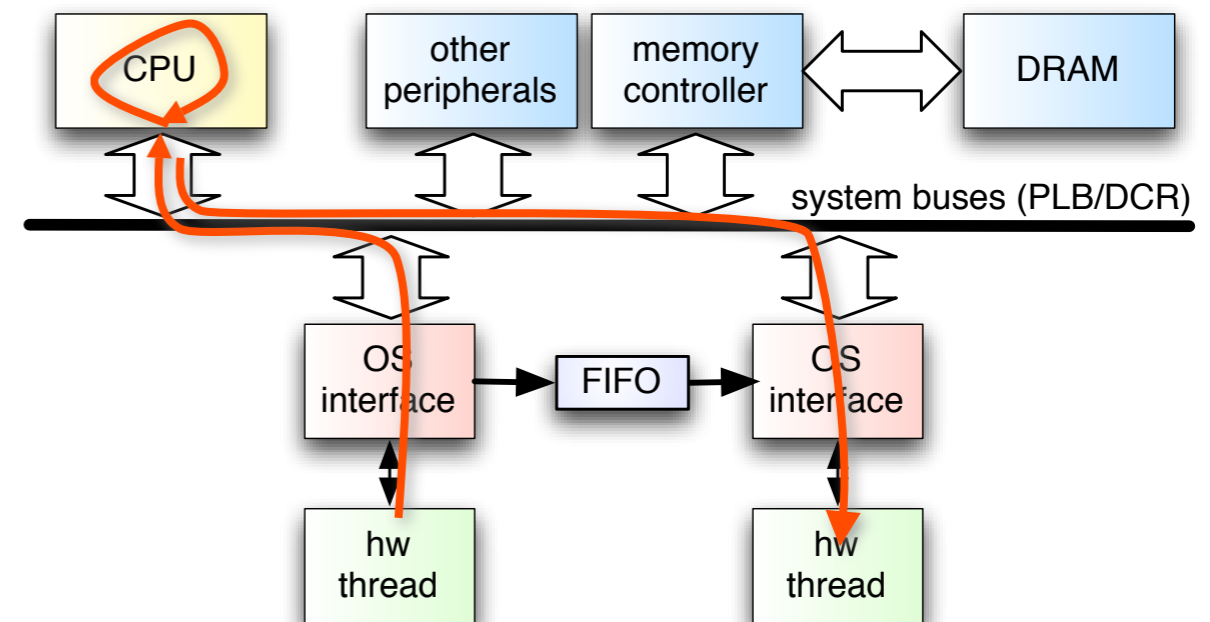 CPU
other
peripherals
memory
controller
DRAM
system buses (PLB/DCR)
OS
interface
FIFO
OS
interface
hw
thread
hw
thread